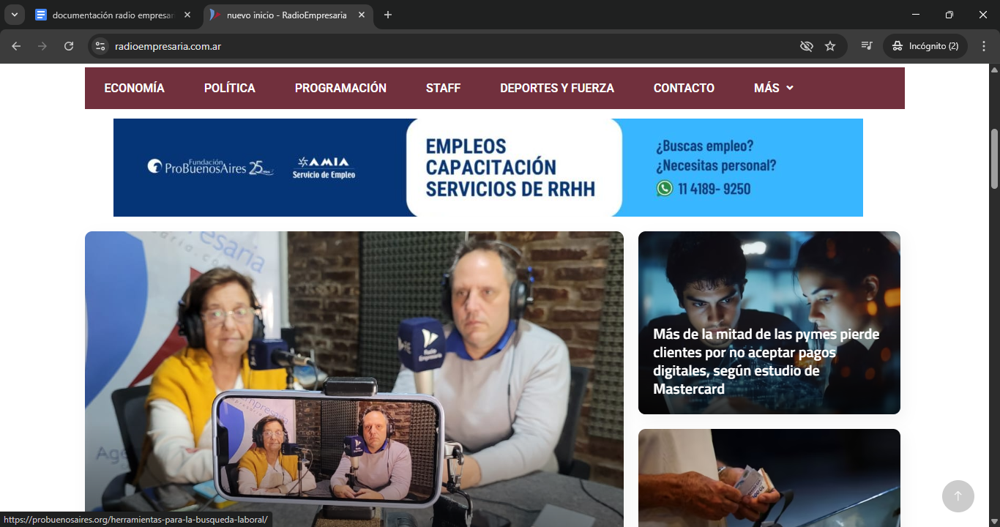 documentación radio empresar
nuevo inicio - RadioEmpresaria
radioempresaria.com.ar
Incógnito (2)
ECONOMÍA
POLÍTICA
PROGRAMACIÓN
STAFF
DEPORTES Y FUERZA
CONTACTO
MÁS
Fundación
ProBuenosAires 25
AMIA
Servicio de Empleo
EMPLEOS
CAPACITACIÓN
SERVICIOS DE RRHH
¿Buscas empleo?
¿Necesitas personal?
11 4189- 9250
Radio
Empresaria
Más de la mitad de las pymes pierde
clientes por no aceptar pagos
digitales, según estudio de
Mastercard
https://probuenosaires.org/herramientas-para-la-busqueda-laboral/